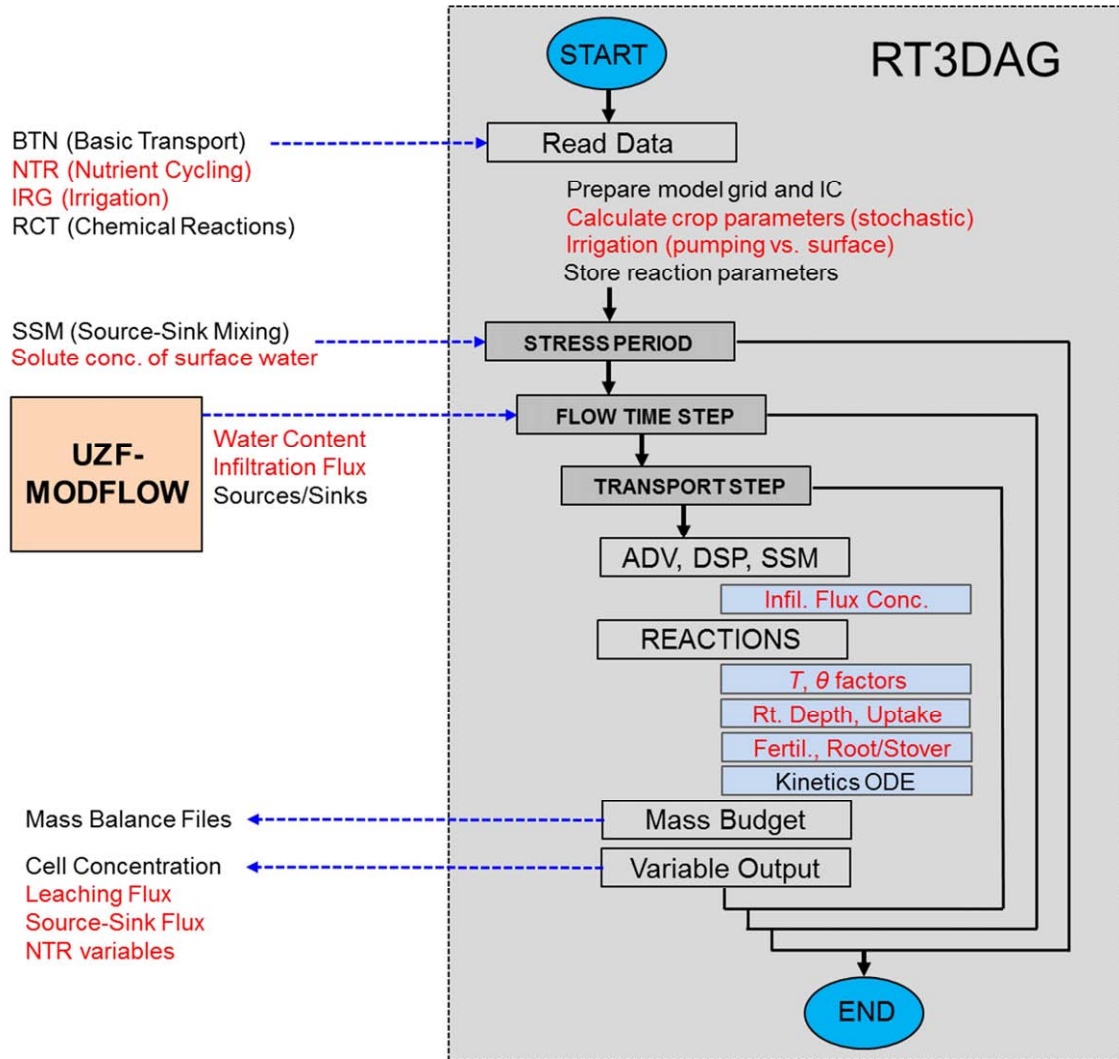 START
RT3DAG
BTN (Basic Transport)
NTR (Nutrient Cycling)
IRG (Irrigation)
RCT (Chemical Reactions)
Read Data
Prepare model grid and IC
Calculate crop parameters (stochastic)
Irrigation (pumping vs. surface)
Store reaction parameters
SSM (Source-Sink Mixing)
Solute conc. of surface water
STRESS PERIOD
UZF-
MODFLOW
Water Content
Infiltration Flux
Sources/Sinks
FLOW TIME STEP
TRANSPORT STEP
ADV, DSP, SSM
Infil. Flux Conc.
REACTIONS
T, θ factors
Rt. Depth, Uptake
Fertil., Root/Stover
Kinetics ODE
Mass Balance Files
Mass Budget
Cell Concentration
Leaching Flux
Source-Sink Flux
NTR variables
Variable Output
END